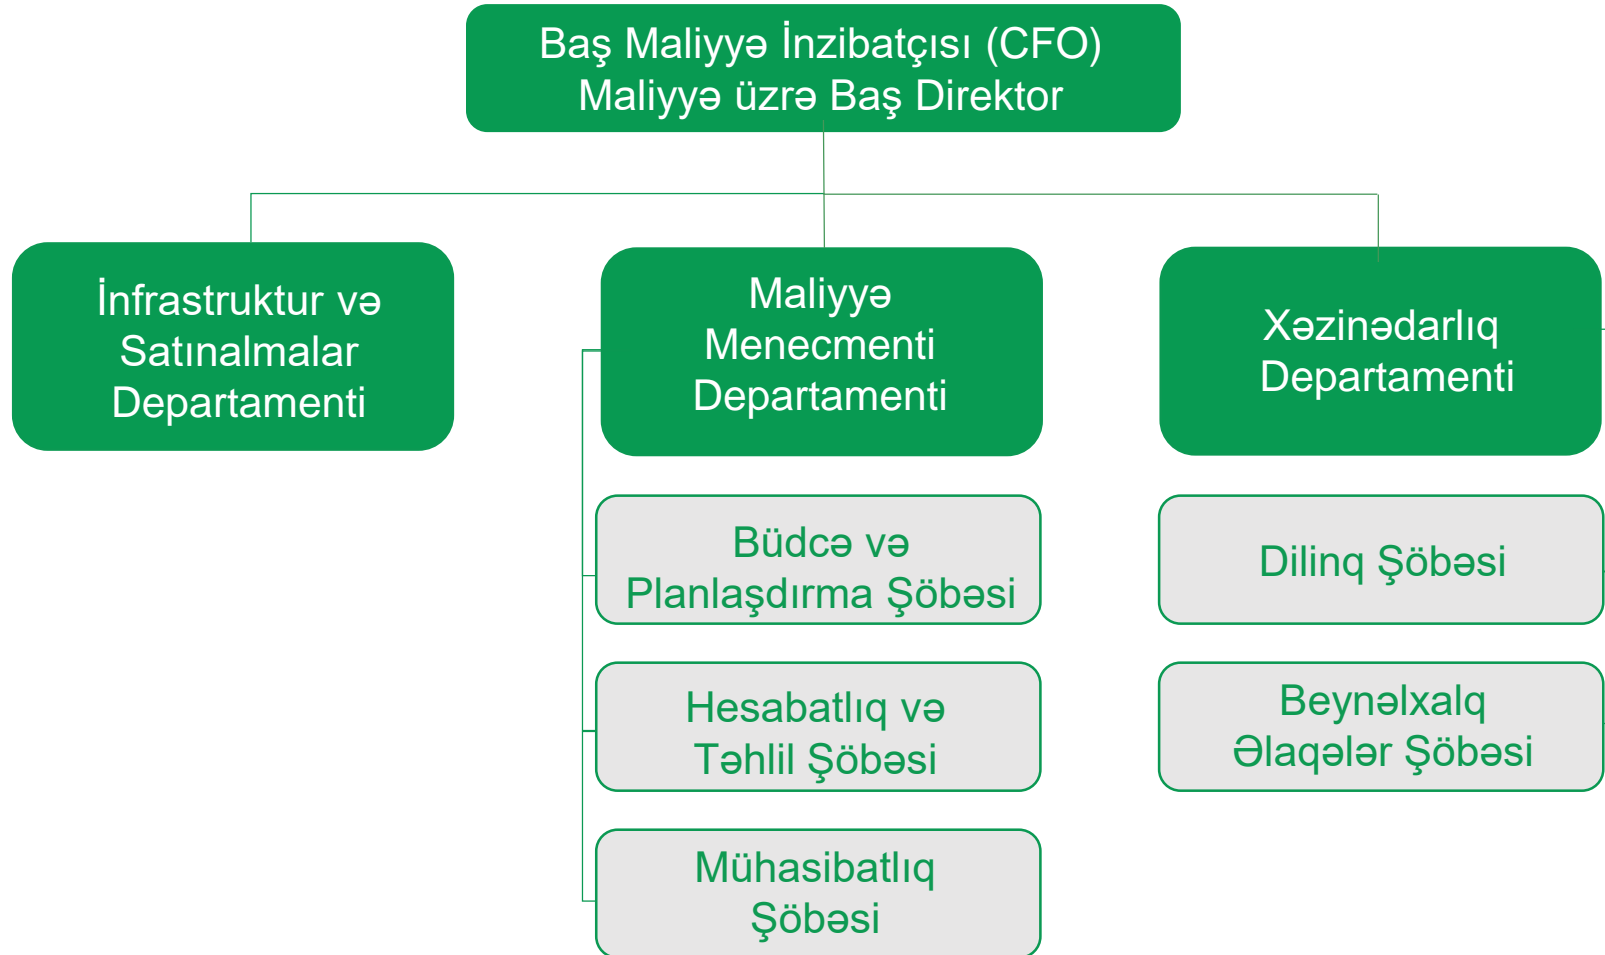 Baş Maliyyə İnzibatçısı (CFO)
Maliyyə üzrə Baş Direktor
İnfrastruktur və
Satınalmalar
Departamenti
Maliyyə
Menecmenti
Departamenti
Xəzinədarlıq
Departamenti
Büdcə və
Planlaşdırma Şöbəsi
Dilinq Şöbəsi
Hesabatlıq və
Təhlil Şöbəsi
Beynəlxalq
Əlaqələr Şöbəsi
Mühasibatlıq
Şöbəsi